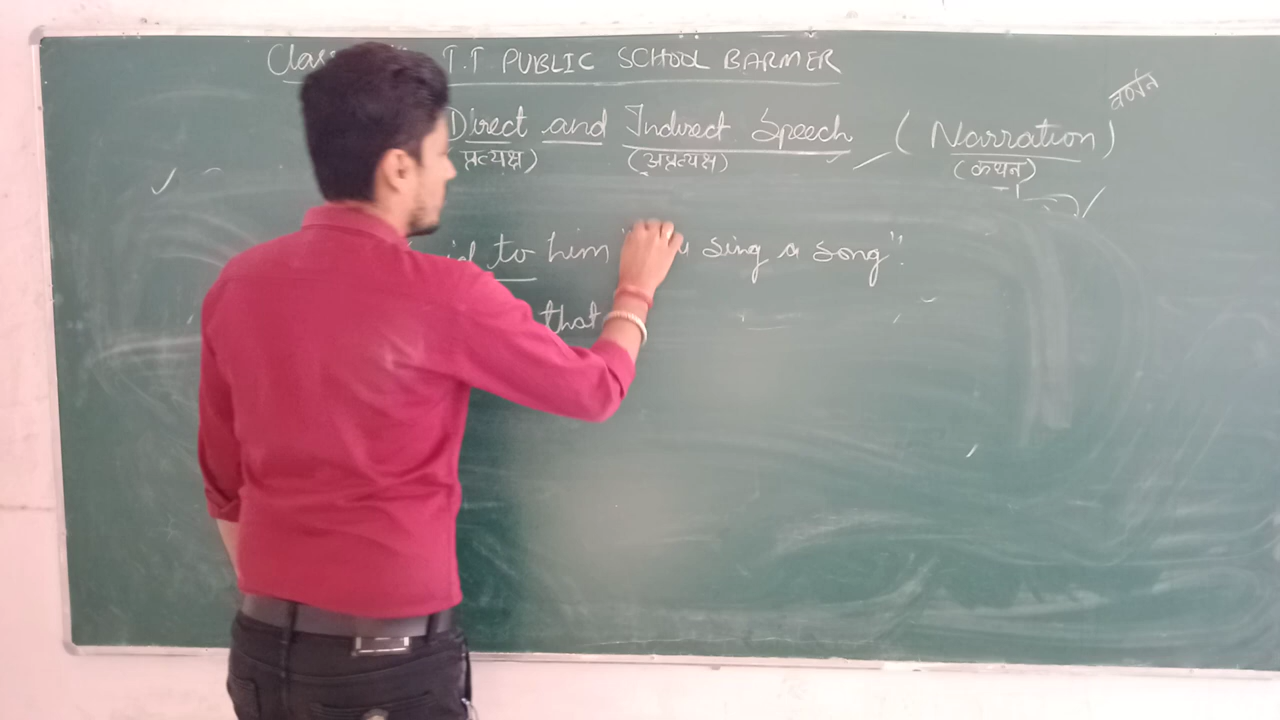 Class T.T PUBLIC SCHOOL BARMER
Direct and Indirect Speech (Narration) वर्णन
(प्रत्यक्ष) (अप्रत्यक्ष) (कथन)
to him " sing a song".
that